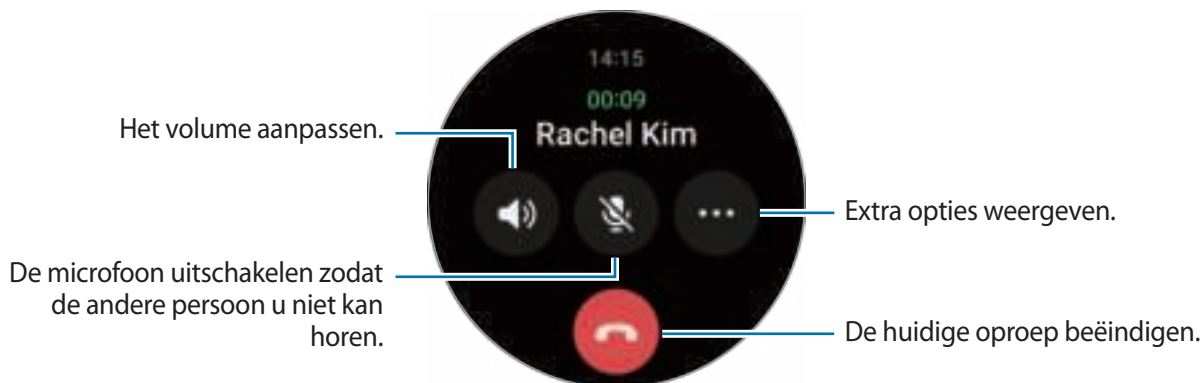 14:15
00:09
Rachel Kim
Het volume aanpassen.
Extra opties weergeven.
De microfoon uitschakelen zodat
de andere persoon u niet kan
horen.
De huidige oproep beëindigen.